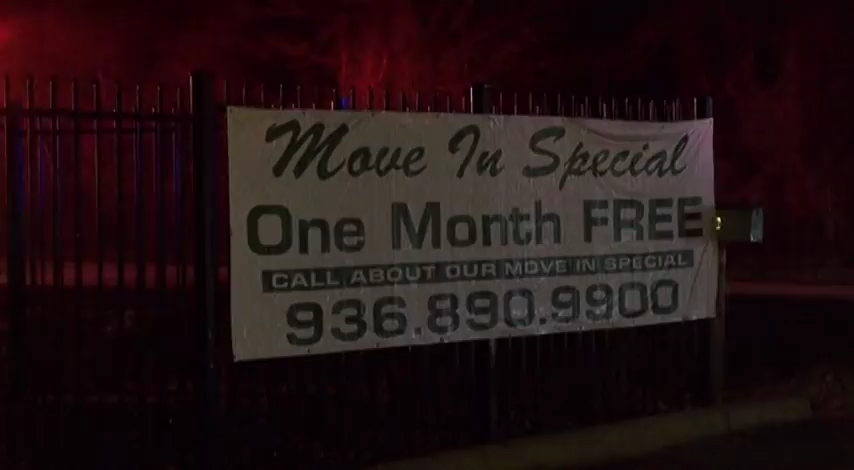 Move In Special
One Month FREE
CALL ABOUT OUR MOVE IN SPECIAL
936.890.9900